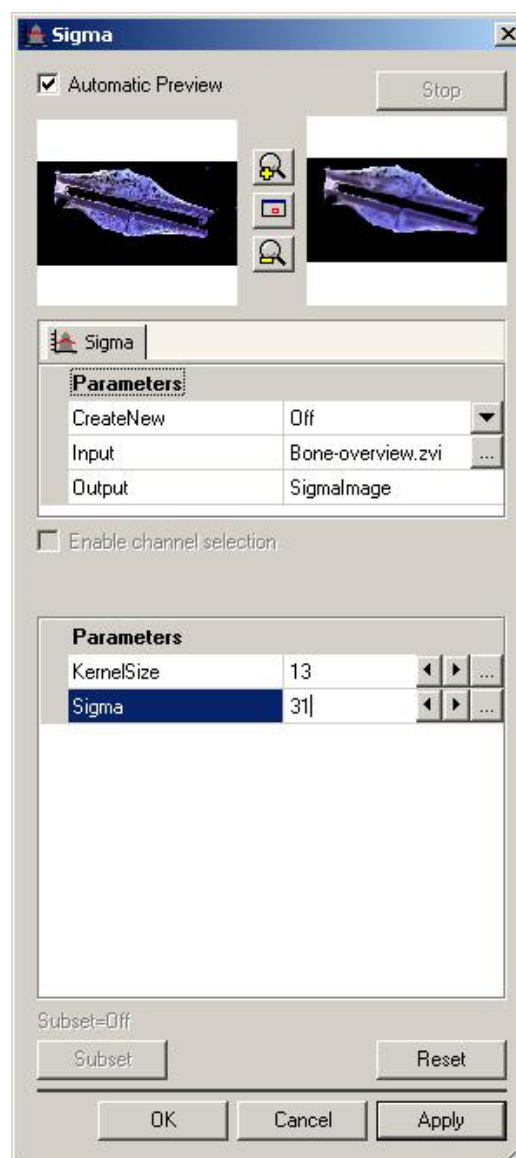 Sigma
Automatic Preview
Stop
Sigma
Parameters
CreateNew Off
Input Bone-overview.zvi ...
Output SigmaImage
Enable channel selection
Parameters
KernelSize 13 ...
Sigma 31 ...
Subset=Off
Subset Reset
OK Cancel Apply